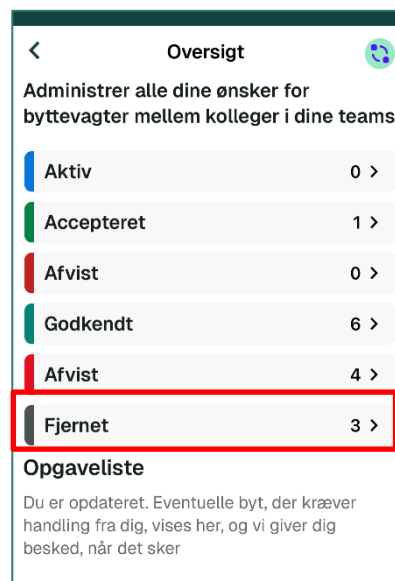 Oversigt
Administrer alle dine ønsker for
byttevagter mellem kolleger i dine teams
Aktiv 0
Accepteret 1
Afvist 0
Godkendt 6
Afvist 4
Fjernet 3
Opgaveliste
Du er opdateret. Eventuelle byt, der kræver
handling fra dig, vises her, og vi giver dig
besked, når det sker